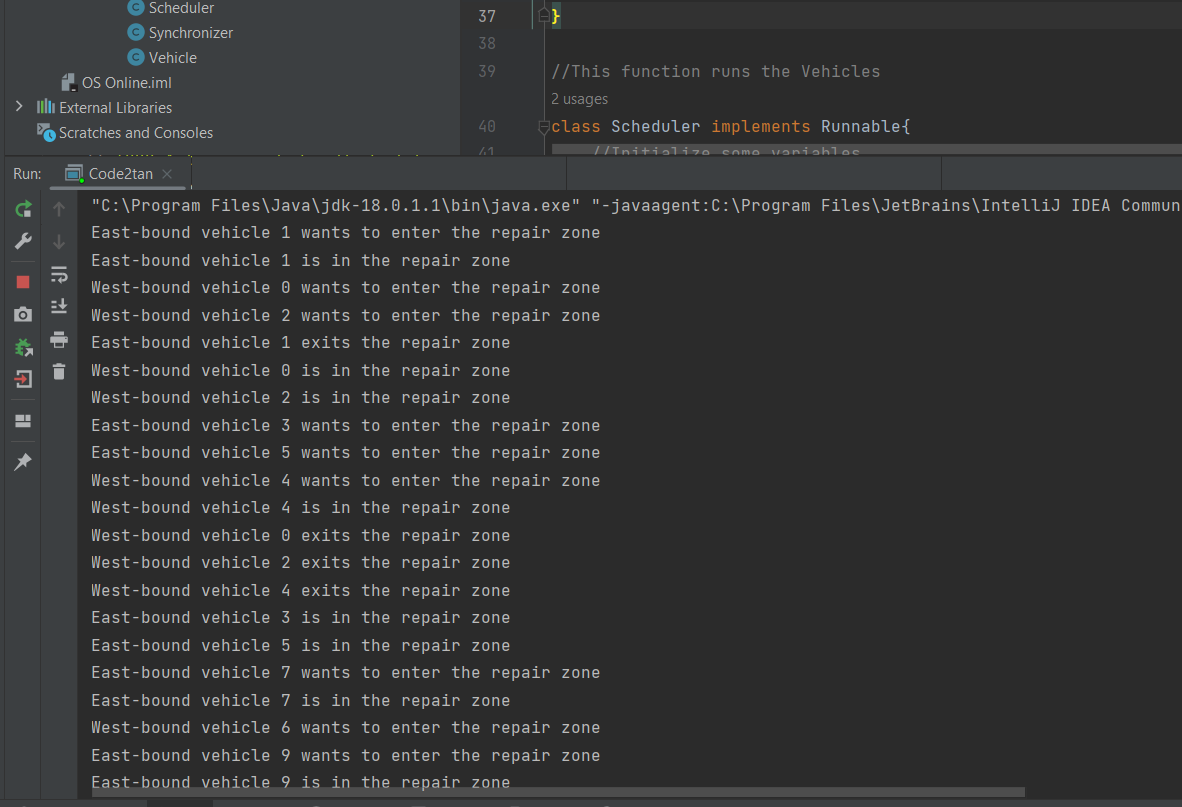 Scheduler
Synchronizer
Vehicle
OS Online.iml
External Libraries
Scratches and Consoles
37 }
38
39 //This function runs the Vehicles
2 usages
40 class Scheduler implements Runnable{
41 //Initialize some variables
Run: Code2tan
"C:\Program Files\Java\jdk-18.0.1.1\bin\java.exe" "-javaagent:C:\Program Files\JetBrains\IntelliJ IDEA Commun
East-bound vehicle 1 wants to enter the repair zone
East-bound vehicle 1 is in the repair zone
West-bound vehicle 0 wants to enter the repair zone
West-bound vehicle 2 wants to enter the repair zone
East-bound vehicle 1 exits the repair zone
West-bound vehicle 0 is in the repair zone
West-bound vehicle 2 is in the repair zone
East-bound vehicle 3 wants to enter the repair zone
East-bound vehicle 5 wants to enter the repair zone
West-bound vehicle 4 wants to enter the repair zone
West-bound vehicle 4 is in the repair zone
West-bound vehicle 0 exits the repair zone
West-bound vehicle 2 exits the repair zone
West-bound vehicle 4 exits the repair zone
East-bound vehicle 3 is in the repair zone
East-bound vehicle 5 is in the repair zone
East-bound vehicle 7 wants to enter the repair zone
East-bound vehicle 7 is in the repair zone
West-bound vehicle 6 wants to enter the repair zone
East-bound vehicle 9 wants to enter the repair zone
East-bound vehicle 9 is in the repair zone